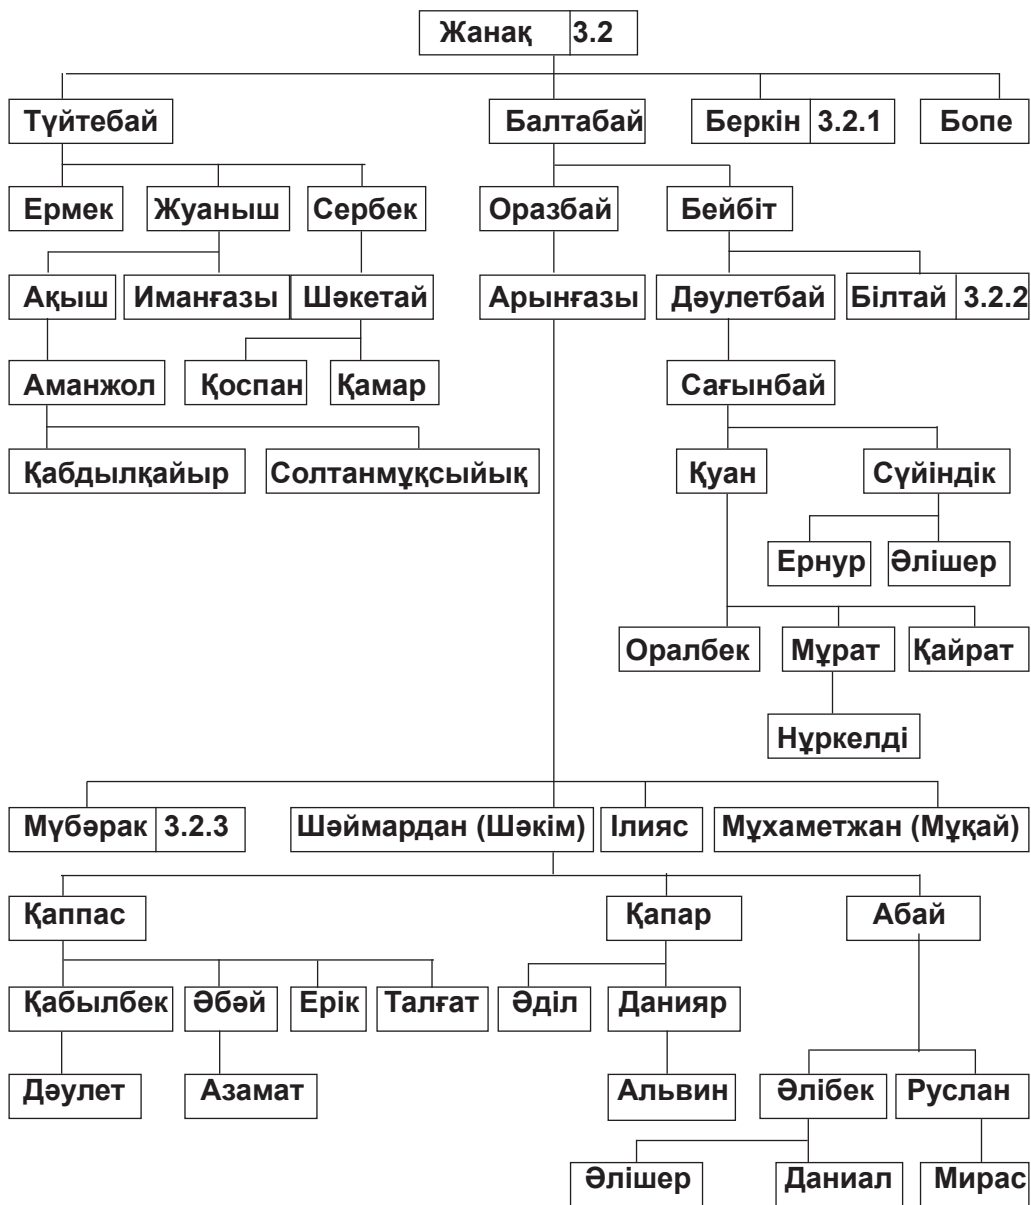 Жанақ 3.2
Түйтебай Балтабай Беркін 3.2.1 Бопе
Ермек Жуаныш Сербек Оразбай Бейбіт
Ақыш Иманғазы Шәкетай Арынғазы Дәулетбай Білтай 3.2.2
Аманжол Қоспан Қамар Сағынбай
Қабдылқайыр Солтанмұқсыйық Қуан Сүйіндік
Ернур Әлішер
Оралбек Мұрат Қайрат
Нұркелді
Мүбәрак 3.2.3 Шәймардан (Шәкім) Ілияс Мұхаметжан (Мұқай)
Қаппас Қапар Абай
Қабылбек Әбәй Ерік Талғат Әділ Данияр
Дәулет Азамат Альвин Әлібек Руслан
Әлішер Даниал Мирас